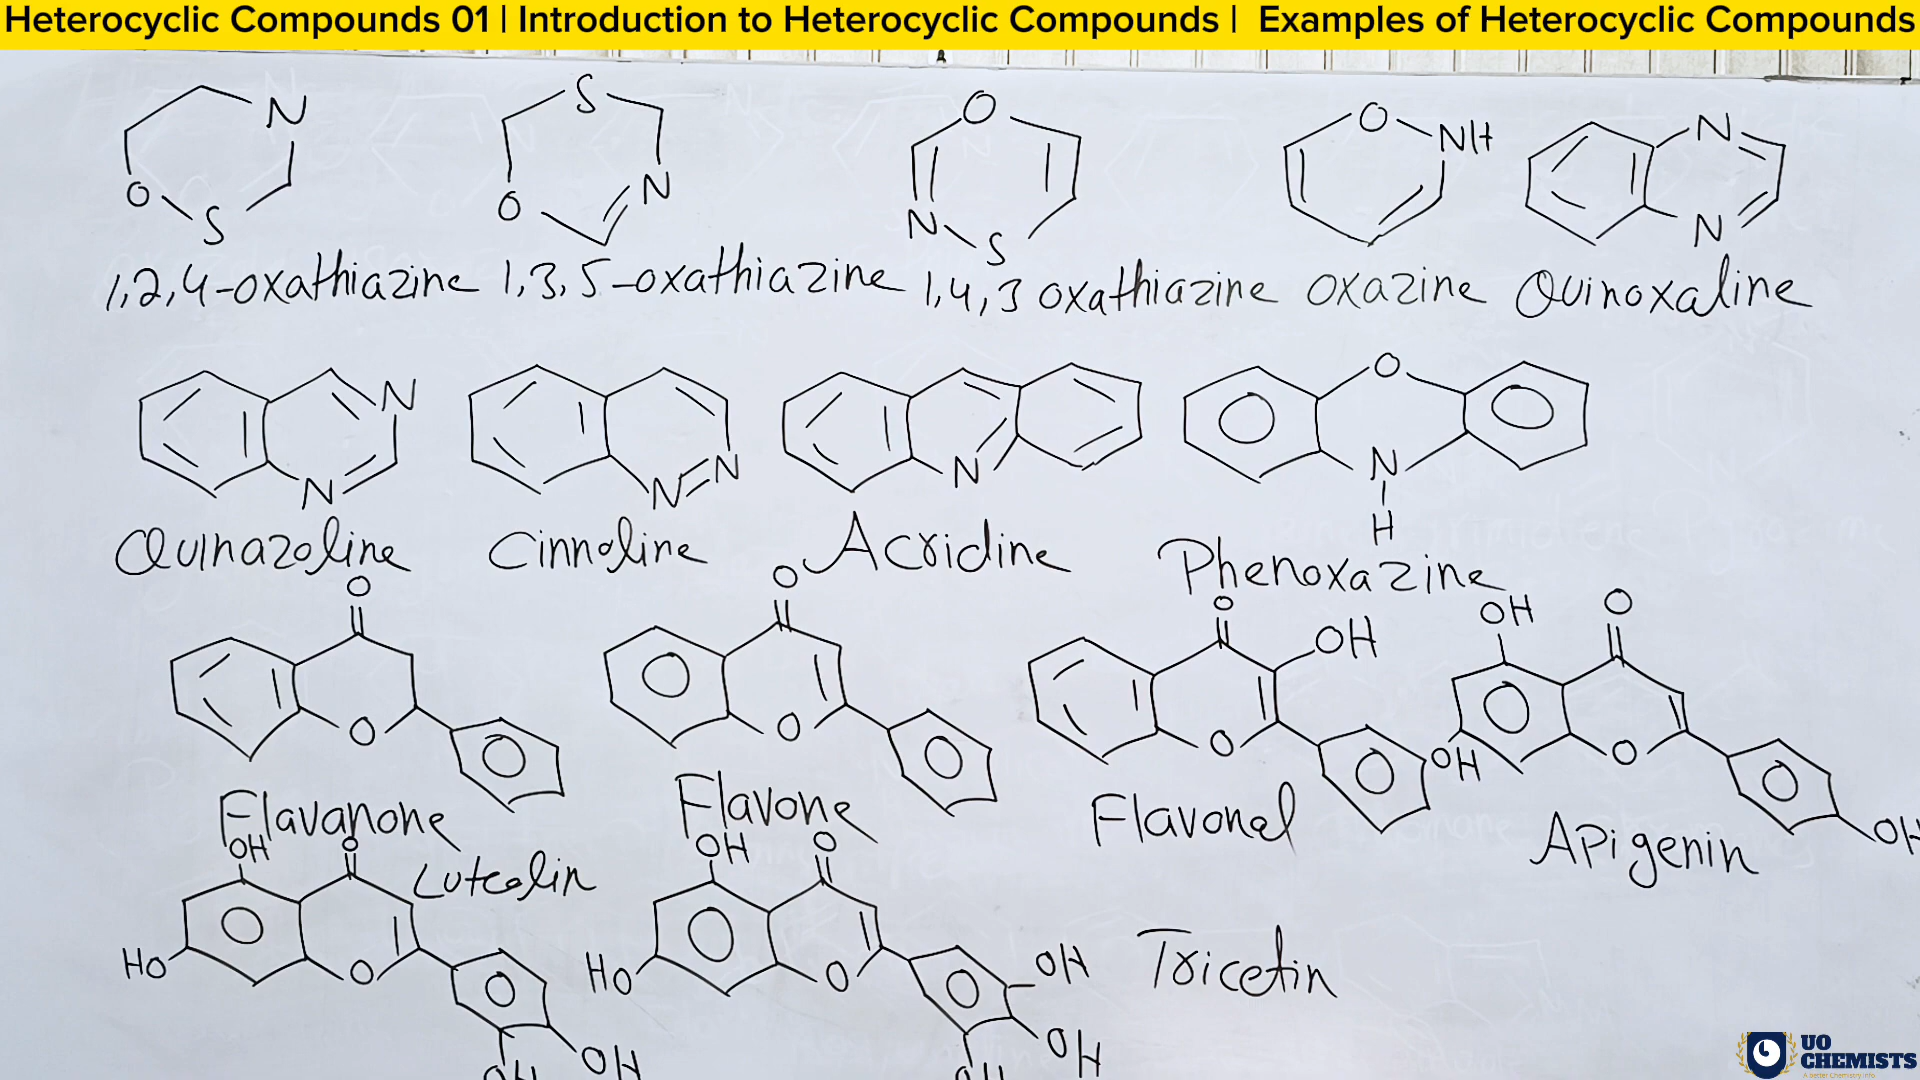 Heterocyclic Compounds 01 | Introduction to Heterocyclic Compounds | Examples of Heterocyclic Compounds
N O S
S O N
O N S
O NH
N N
1,2,4-oxathiazine 1,3,5-oxathiazine 1,4,3 oxathiazine oxazine Quinoxaline
N N
N N
N
O N H
Quinazoline Cinnoline Acridine Phenoxazine
O O
O O
O OH O
OH O OH O OH
Flavanone Flavone Flavonol Apigenin
OH O HO O OH OH
Luteolin
OH O HO O OH OH OH
Tricetin
UO
CHEMISTS